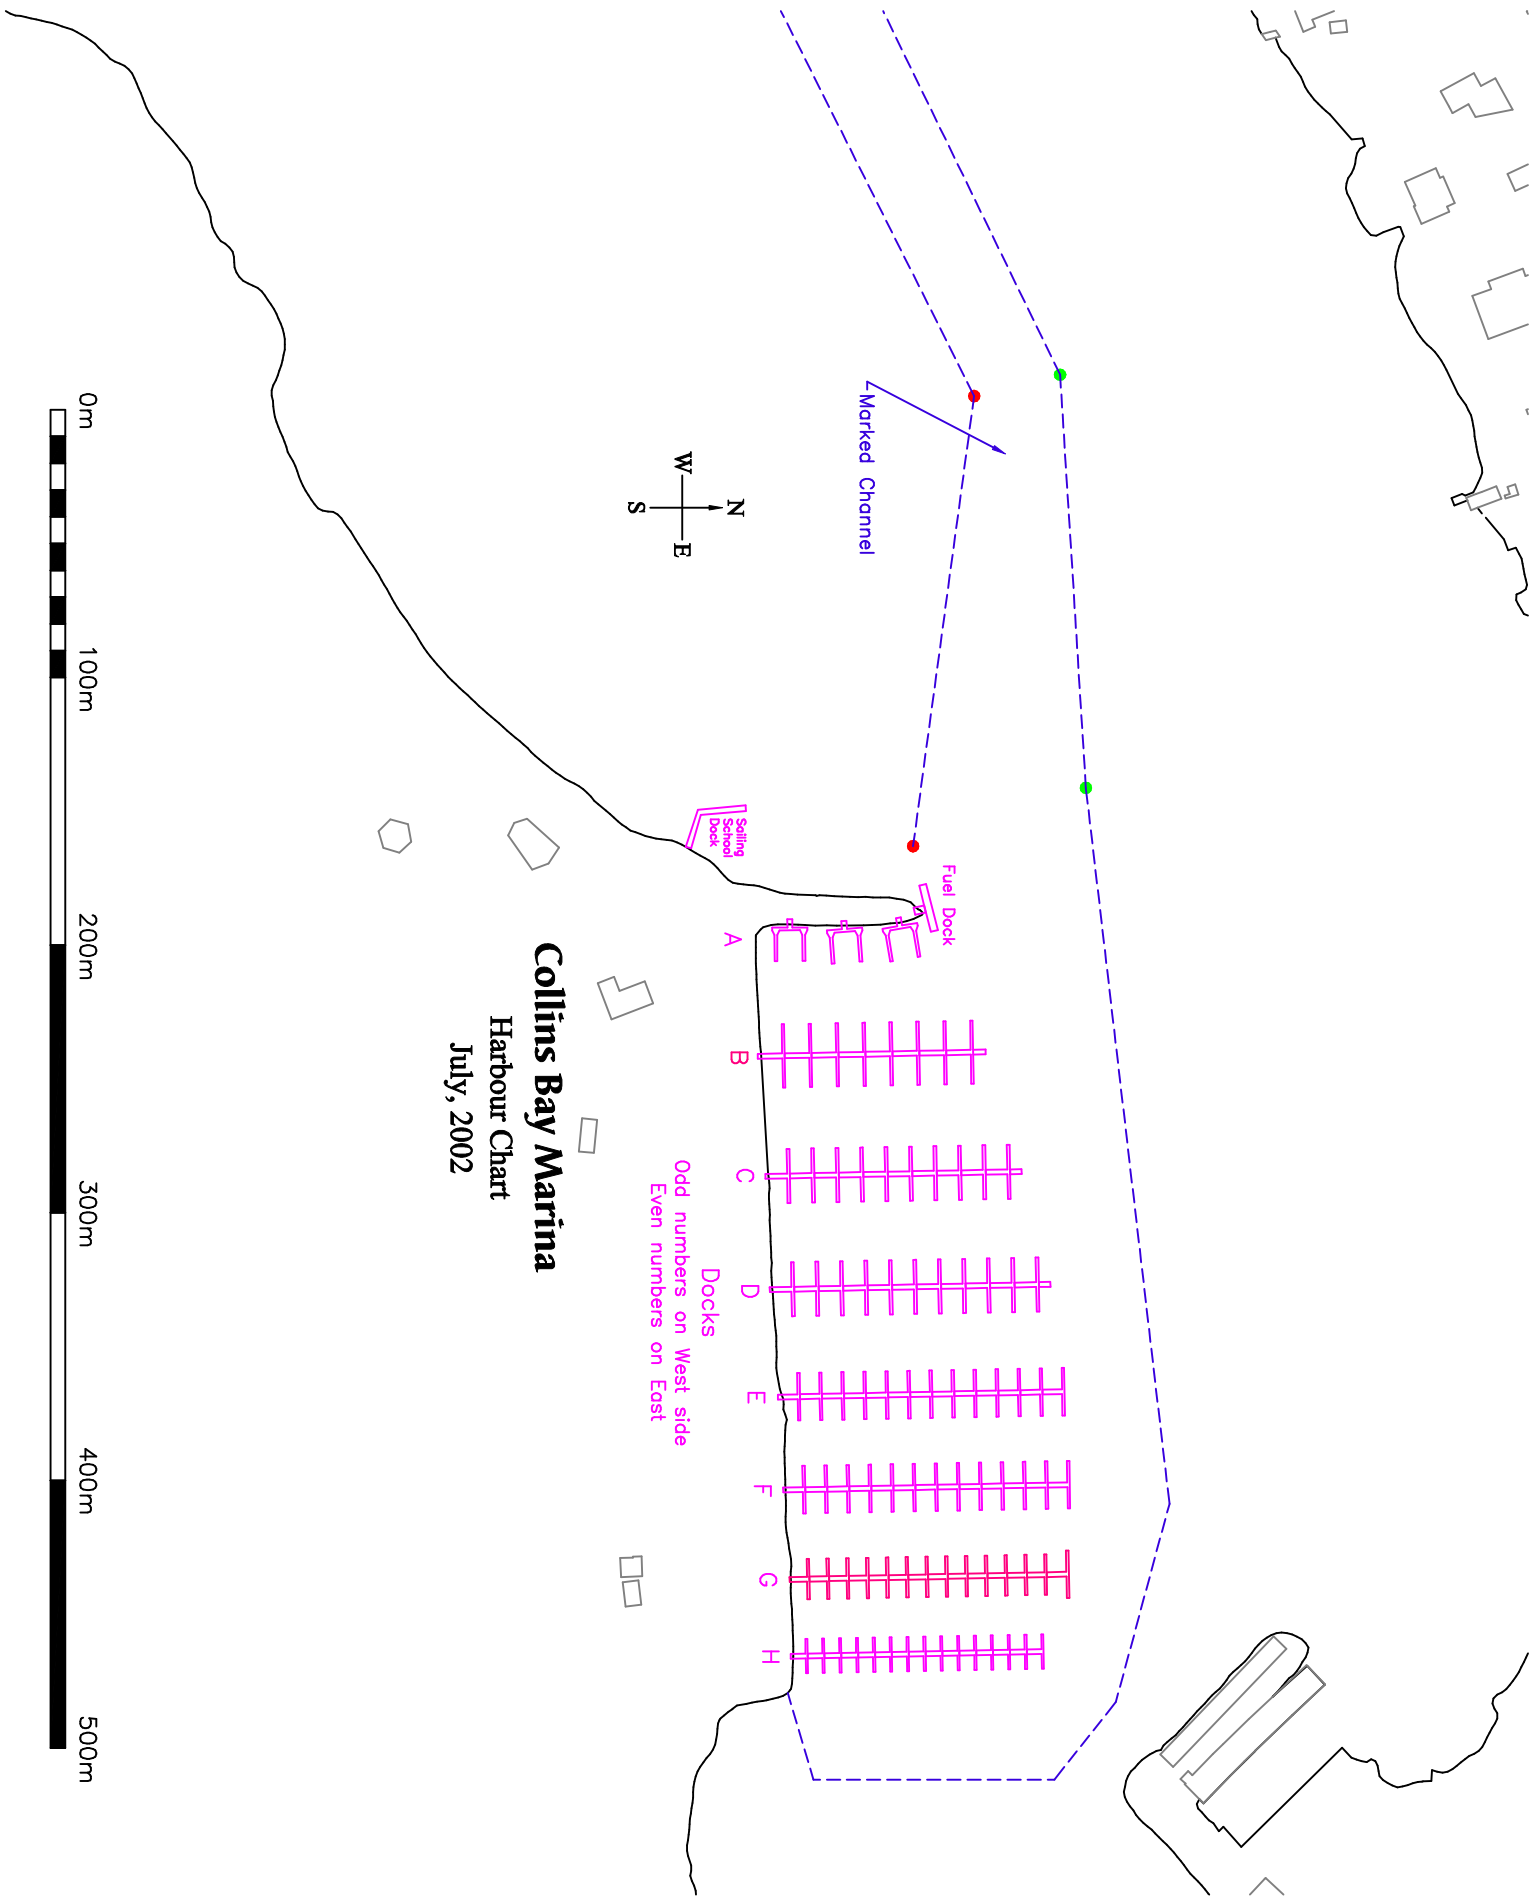 Marked Channel
N
W
E
S
Sailing
School
Dock
Fuel Dock
A
B
C
D
E
F
G
H
Docks
Odd numbers on West side
Even numbers on East
Collins Bay Marina
Harbour Chart
July, 2002
0m
100m
200m
300m
400m
500m